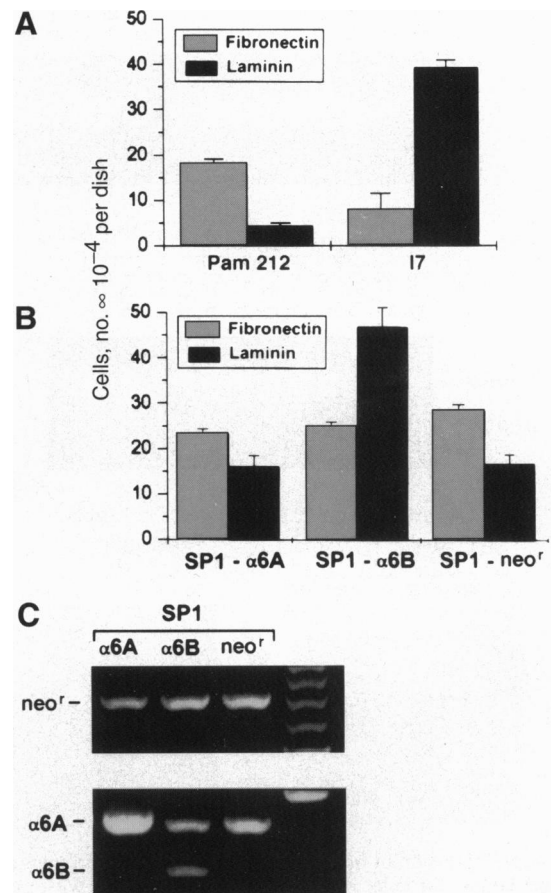 A
50
40
30
20
10
0
Fibronectin
Laminin
Pam 212
I7
Cells, no. ∞ 10⁻⁴ per dish
B
50
40
30
20
10
0
Fibronectin
Laminin
SP1 - α6A
SP1 - α6B
SP1 - neoʳ
C
SP1
α6A α6B neoʳ
neoʳ –
α6A –
α6B –